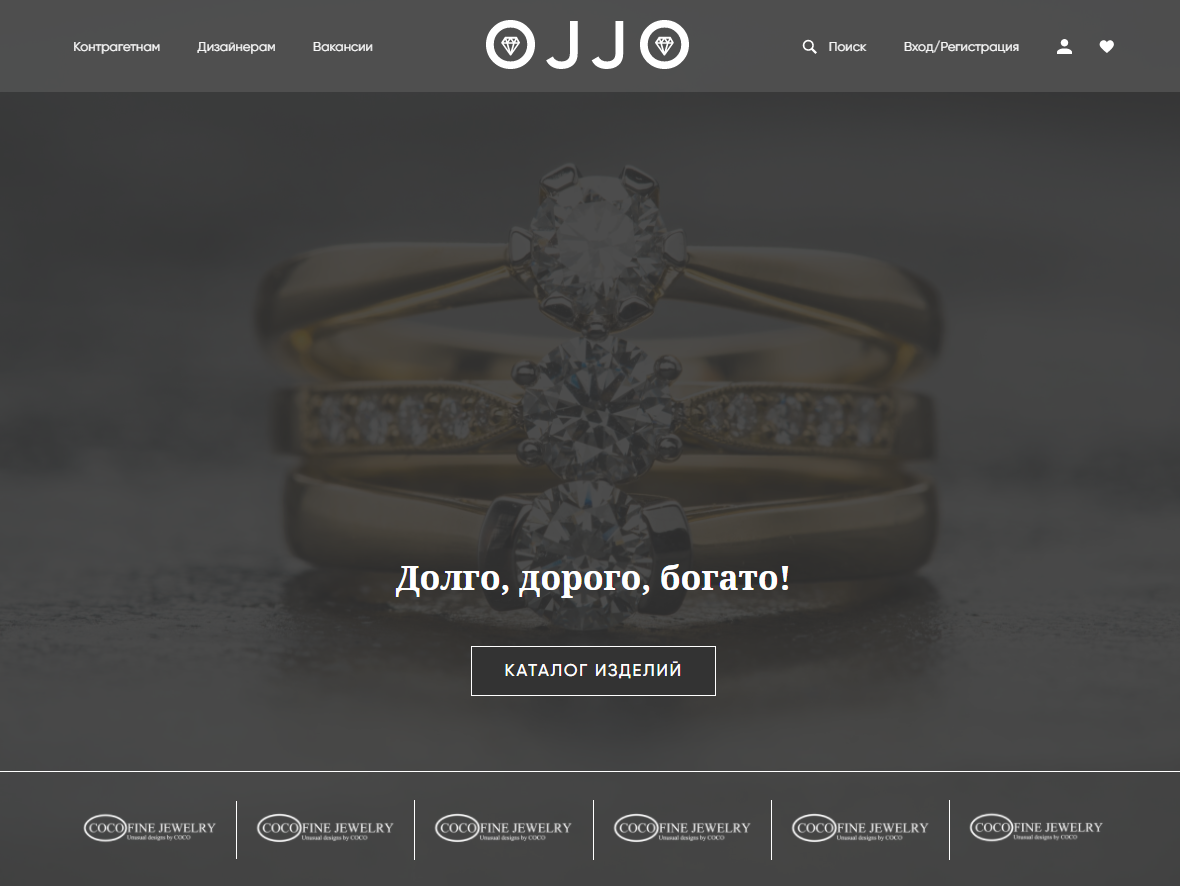 Контрагетнам
Дизайнерам
Вакансии
OJJO
Поиск
Вход/Регистрация
Долго, дорого, богато!
КАТАЛОГ ИЗДЕЛИЙ
COCO FINE JEWELRY
Unusual designs by COCO
COCO FINE JEWELRY
Unusual designs by COCO
COCO FINE JEWELRY
Unusual designs by COCO
COCO FINE JEWELRY
Unusual designs by COCO
COCO FINE JEWELRY
Unusual designs by COCO
COCO FINE JEWELRY
Unusual designs by COCO